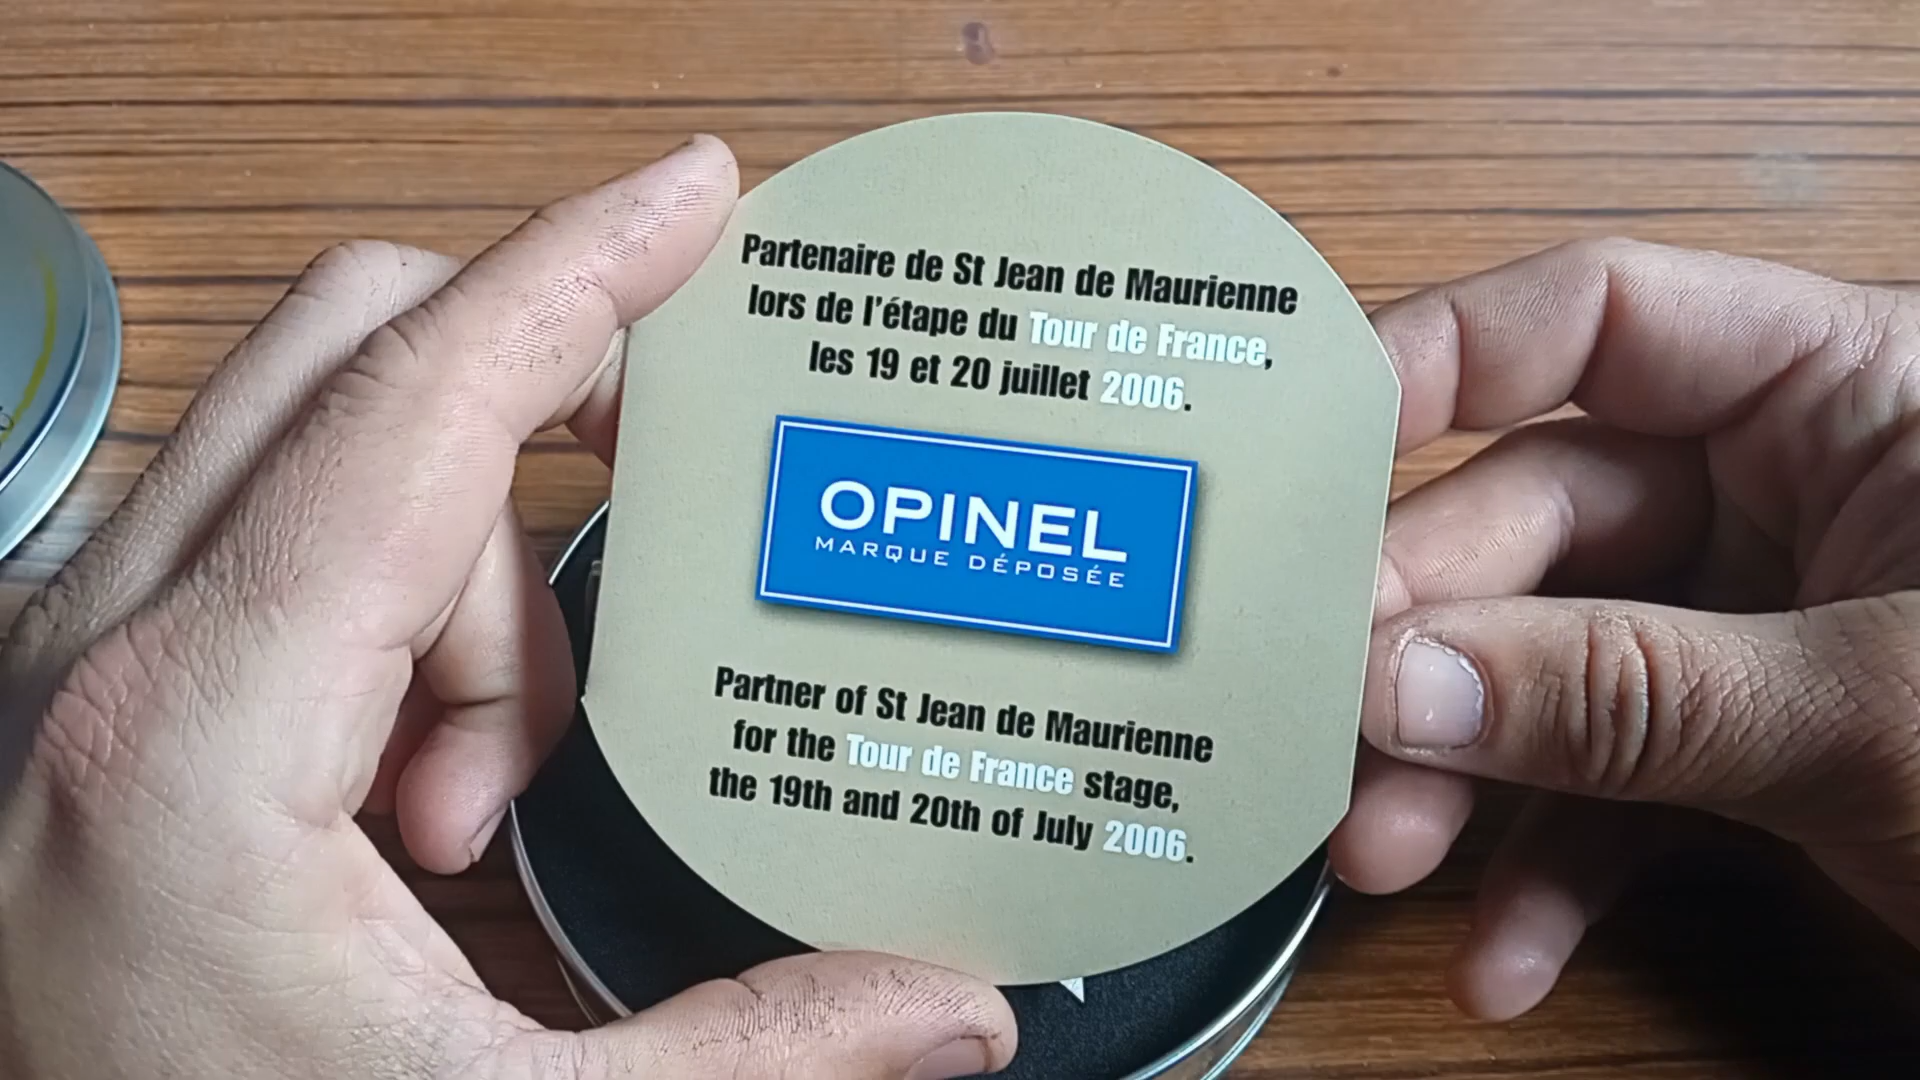 Partenaire de St Jean de Maurienne
lors de l'étape du Tour de France,
les 19 et 20 juillet 2006.
OPINEL
MARQUE DÉPOSÉE
Partner of St Jean de Maurienne
for the Tour de France stage,
the 19th and 20th of July 2006.